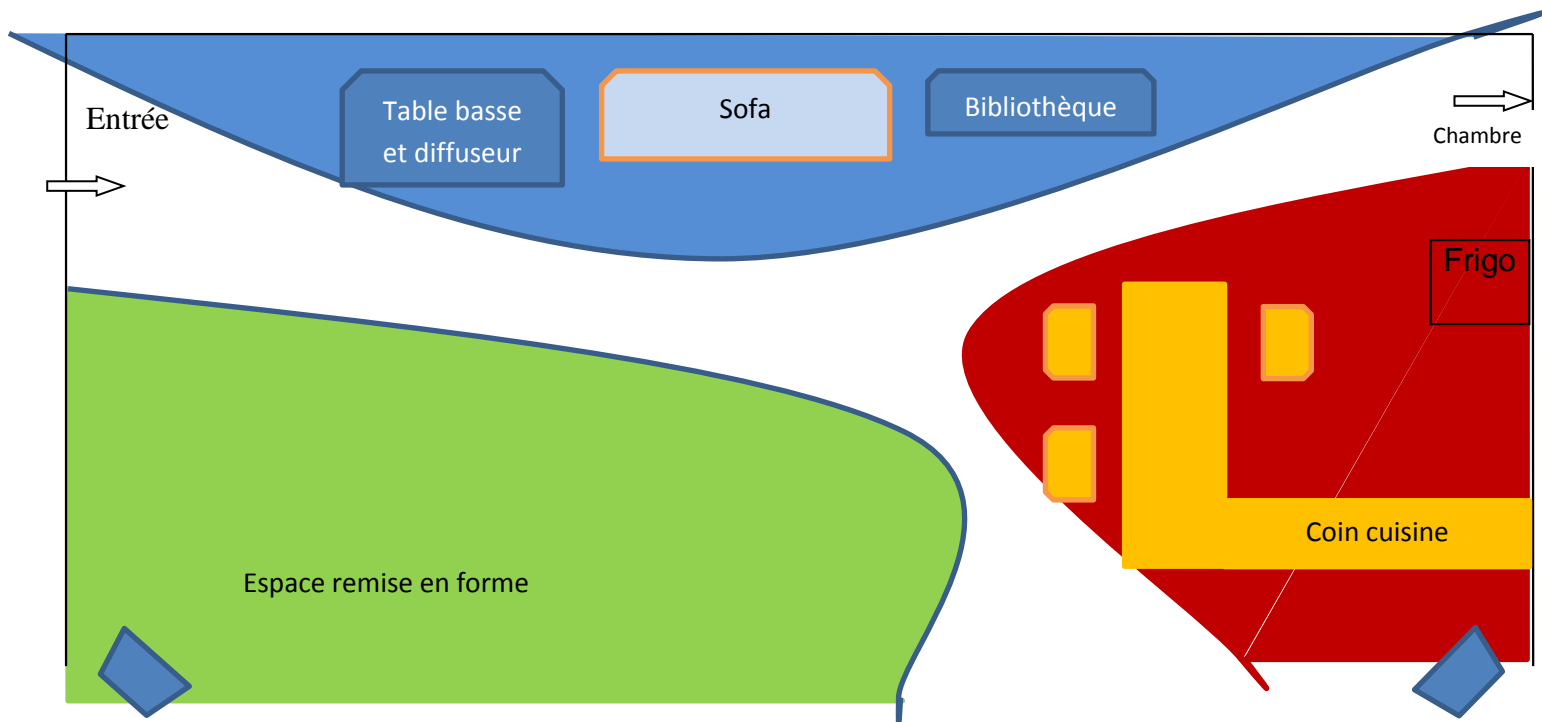 Entrée
Table basse
et diffuseur
Sofa
Bibliothèque
Chambre
Frigo
Coin cuisine
Espace remise en forme